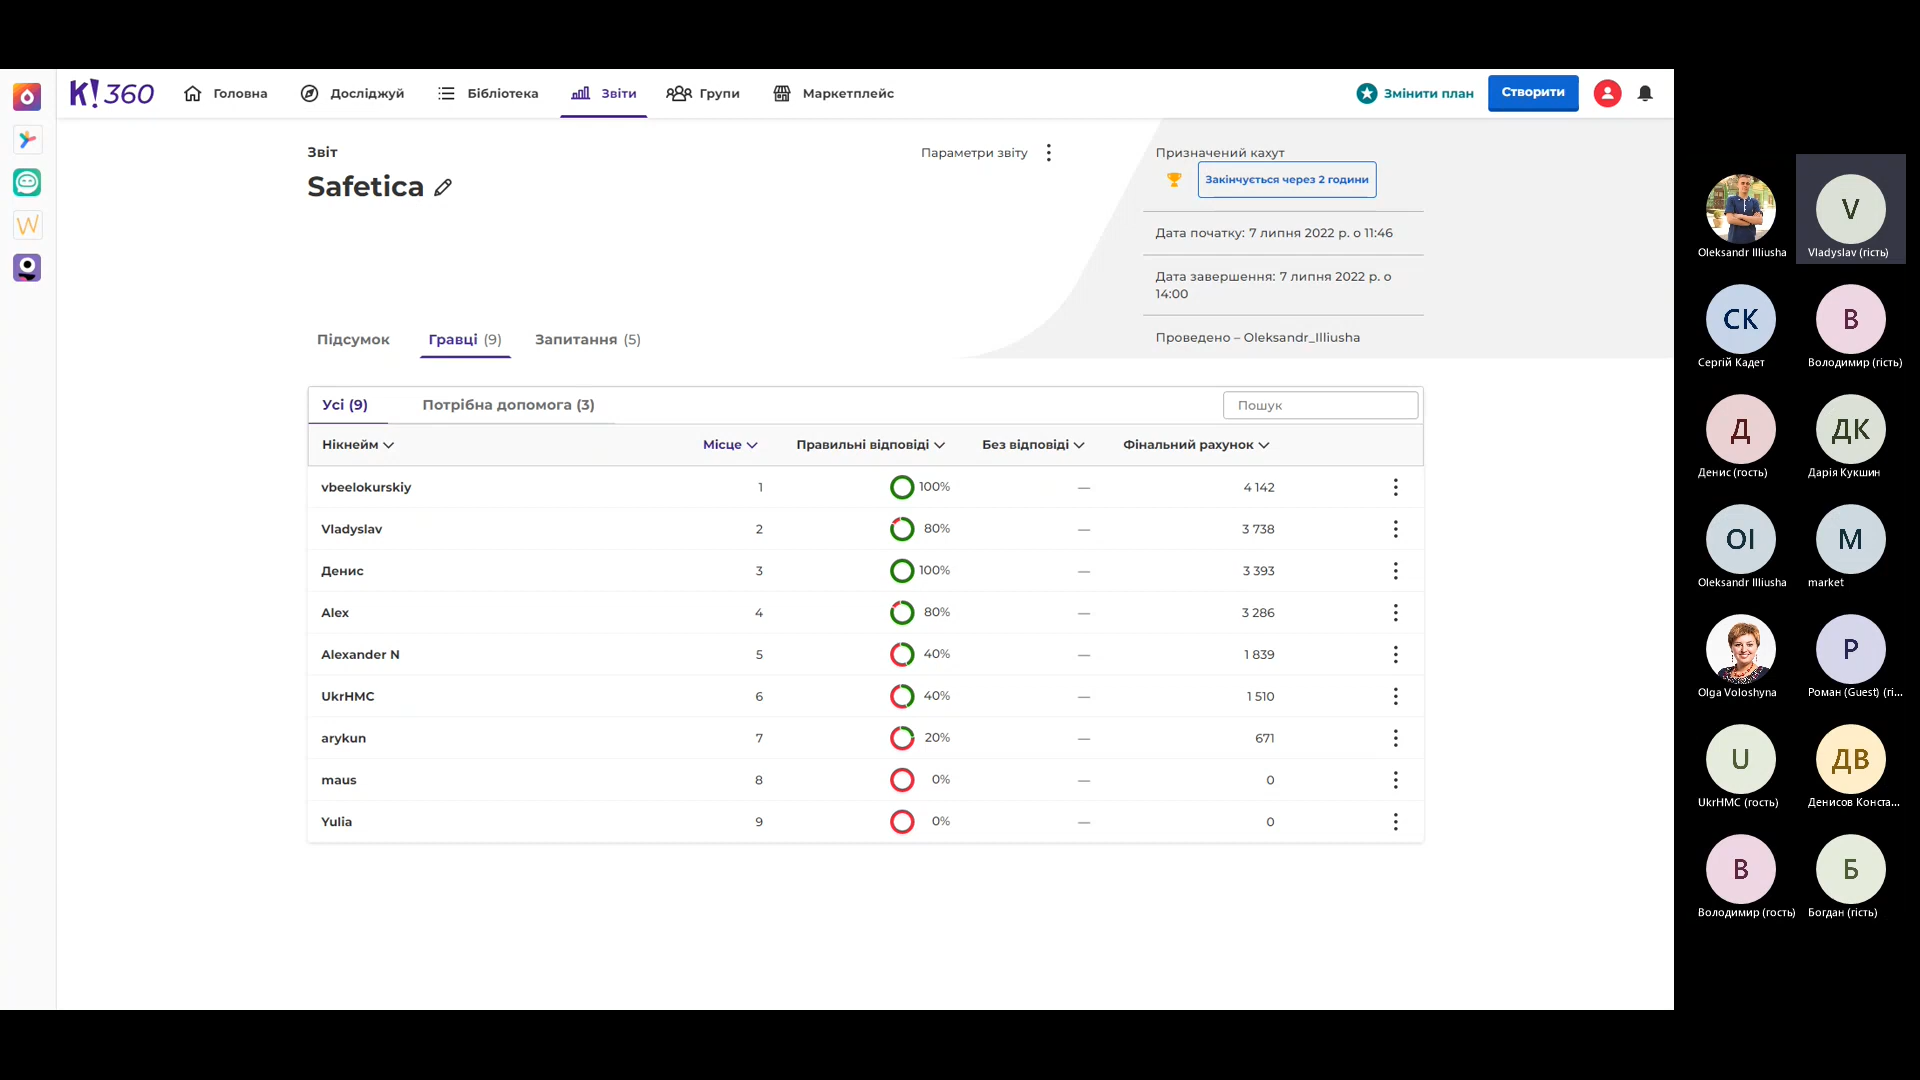 K!360
Головна
Досліджуй
Бібліотека
Звіти
Групи
Маркетплейс
Змінити план
Створити
Звіт
Safetica
Параметри звіту
Призначений кахут
Закінчується через 2 години
Дата початку: 7 липня 2022 р. о 11:46
Дата завершення: 7 липня 2022 р. о
14:00
Проведено – Oleksandr_Illiusha
Підсумок
Гравці (9)
Запитання (5)
Усі (9)
Потрібна допомога (3)
Пошук
Нікнейм Місце Правильні відповіді Без відповіді Фінальний рахунок
vbeelokurskiy 1 100% — 4 142
Vladyslav 2 80% — 3 738
Денис 3 100% — 3 393
Alex 4 80% — 3 286
Alexander N 5 40% — 1 839
UkrHMC 6 40% — 1 510
arykun 7 20% — 671
maus 8 0% — 0
Yulia 9 0% — 0
W
V
Oleksandr Illiusha
Vladyslav (гість)
СК
В
Сергій Кадет
Володимир (гість)
Д
ДК
Денис (гость)
Дарія Кукшин
OI
M
Oleksandr Illiusha
market
Р
Olga Voloshyna
Роман (Guest) (гі...
U
ДВ
UkrHMC (гость)
Денисов Конста...
В
Б
Володимир (гость)
Богдан (гість)